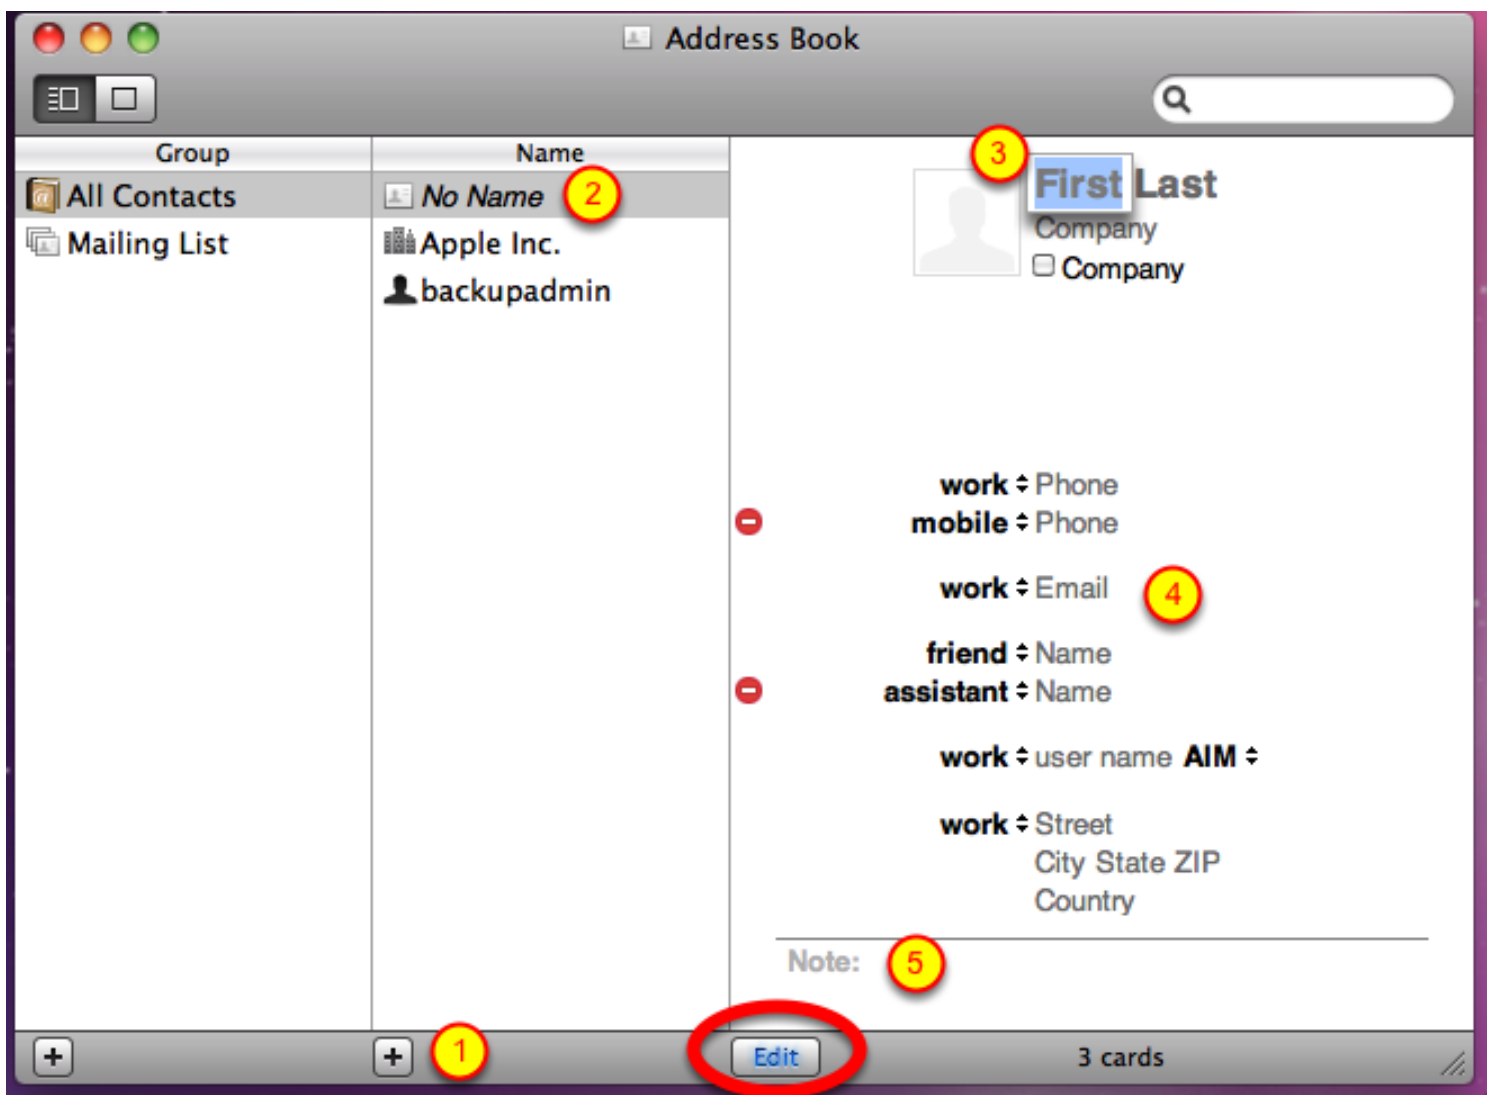 Address Book
Group
Name
All Contacts
Mailing List
No Name 2
Apple Inc.
backupadmin
3
First Last
Company
Company
work Phone
mobile Phone
work Email 4
friend Name
assistant Name
work user name AIM
work Street
City State ZIP
Country
Note: 5
+
+ 1
Edit
3 cards